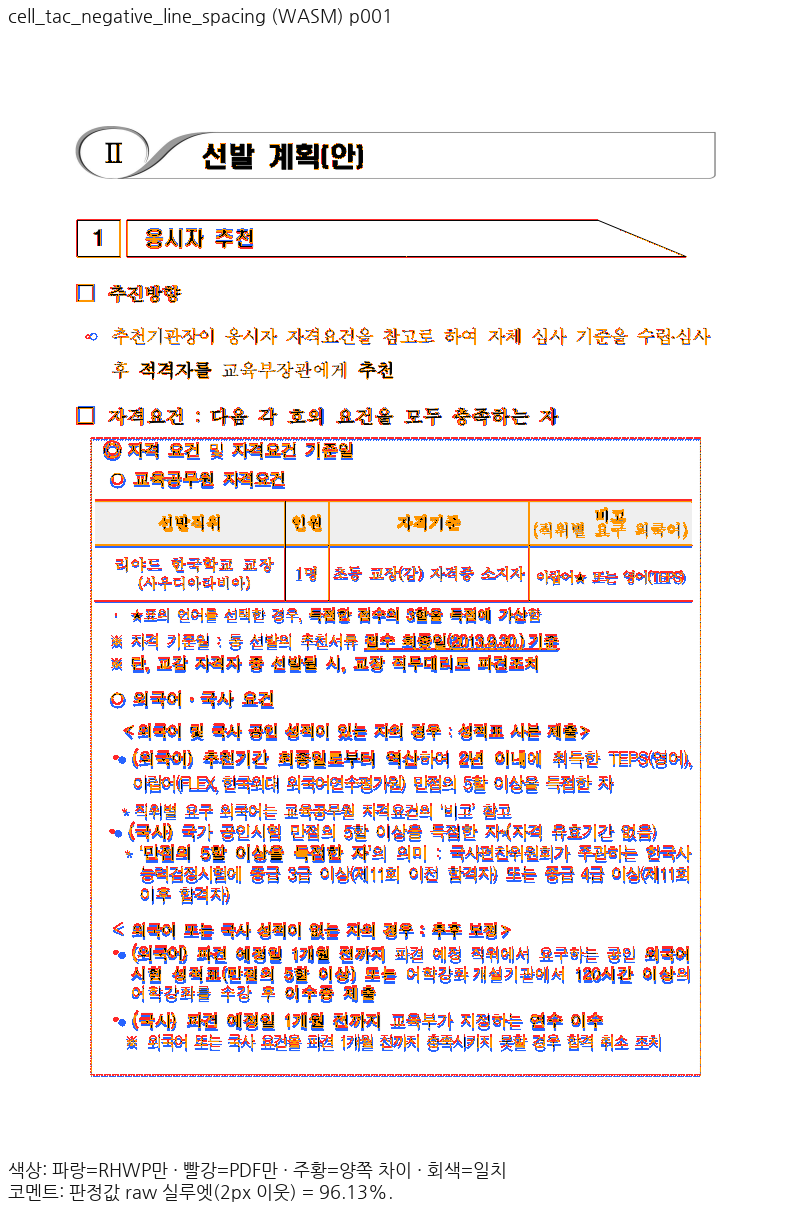 cell_tac_negative_line_spacing (WASM) p001
Ⅱ 선발 계획(안)
1 응시자 추천
□ 추진방향
∘ 추천기관장이 응시자 자격요건을 참고로 하여 자체 심사 기준을 수립·심사
후 적격자를 교육부장관에게 추천
□ 자격요건 : 다음 각 호의 요건을 모두 충족하는 자
◎ 자격 요건 및 자격요건 기준일
○ 교육공무원 자격요건
선발직위 인원 자격기준 비고
(직위별 요구 외국어)
리야드 한국학교 교장
(사우디아라비아) 1명 초등 교장(감) 자격증 소지자 아랍어★ 또는 영어(TEPS)
· ★표의 언어를 선택한 경우, 득점할 점수의 5할을 득점에 가산함
※ 자격 기준일 : 동 선발의 추천서류 접수 최종일(2013.9.30.) 기준
※ 단, 교감 자격자 중 선발될 시, 교장 직무대리로 파견조치
○ 외국어·국사 요건
< 외국어 및 국사 공인 성적이 있는 자의 경우 : 성적표 사본 제출 >
• (외국어) 추천기간 최종일로부터 역산하여 2년 이내에 취득한 TEPS(영어),
아랍어(FLEX, 한국외대 외국어연수평가원) 만점의 5할 이상을 득점한 자
* 직위별 요구 외국어는 교육공무원 자격요건의 ‘비고’ 참고
• (국사) 국가 공인시험 만점의 5할 이상을 득점한 자(자격 유효기간 없음)
* ‘만점의 5할 이상을 득점한 자’의 의미 : 국사편찬위원회가 주관하는 한국사
능력검정시험에 중급 3급 이상(제11회 이전 합격자) 또는 중급 4급 이상(제11회
이후 합격자)
< 외국어 또는 국사 성적이 없는 자의 경우 : 추후 보정 >
• (외국어) 파견 예정일 1개월 전까지 파견 예정 직위에서 요구하는 공인 외국어
시험 성적표(만점의 5할 이상) 또는 어학강좌 개설기관에서 120시간 이상의
어학강좌를 수강 후 이수증 제출
• (국사) 파견 예정일 1개월 전까지 교육부가 지정하는 연수 이수
※ 외국어 또는 국사 요건을 파견 1개월 전까지 충족시키지 못할 경우 합격 취소 조치
색상: 파랑=RHWP만 · 빨강=PDF만 · 주황=양쪽 차이 · 회색=일치
코멘트: 판정값 raw 실루엣(2px 이웃) = 96.13%.